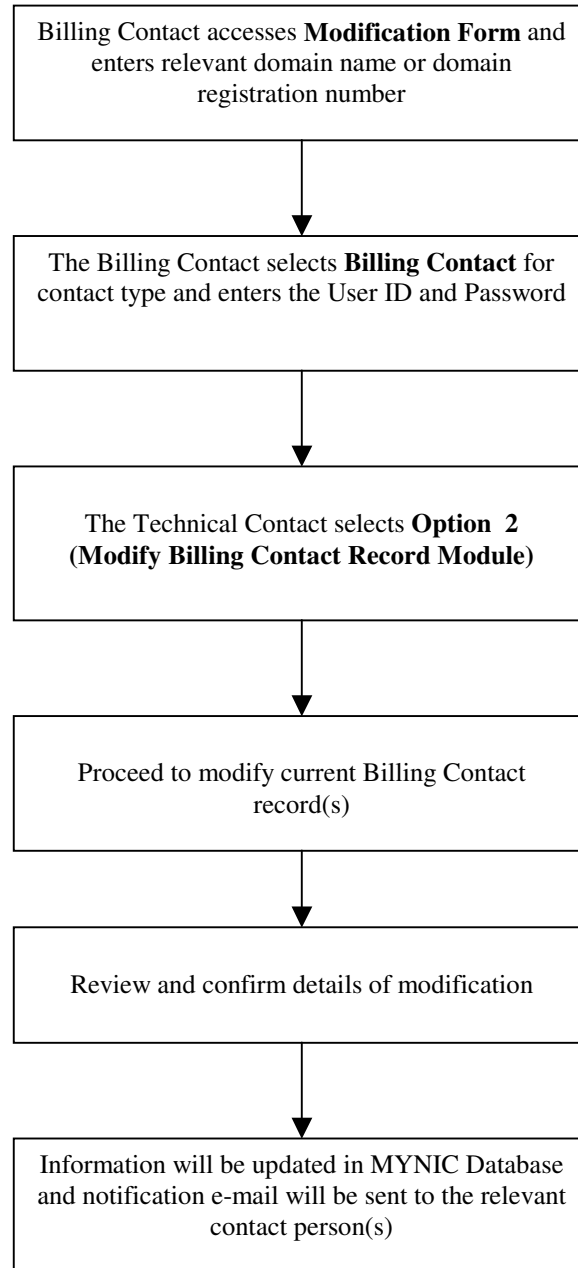 Billing Contact accesses Modification Form and
enters relevant domain name or domain
registration number
The Billing Contact selects Billing Contact for
contact type and enters the User ID and Password
The Technical Contact selects Option 2
(Modify Billing Contact Record Module)
Proceed to modify current Billing Contact
record(s)
Review and confirm details of modification
Information will be updated in MYNIC Database
and notification e-mail will be sent to the relevant
contact person(s)